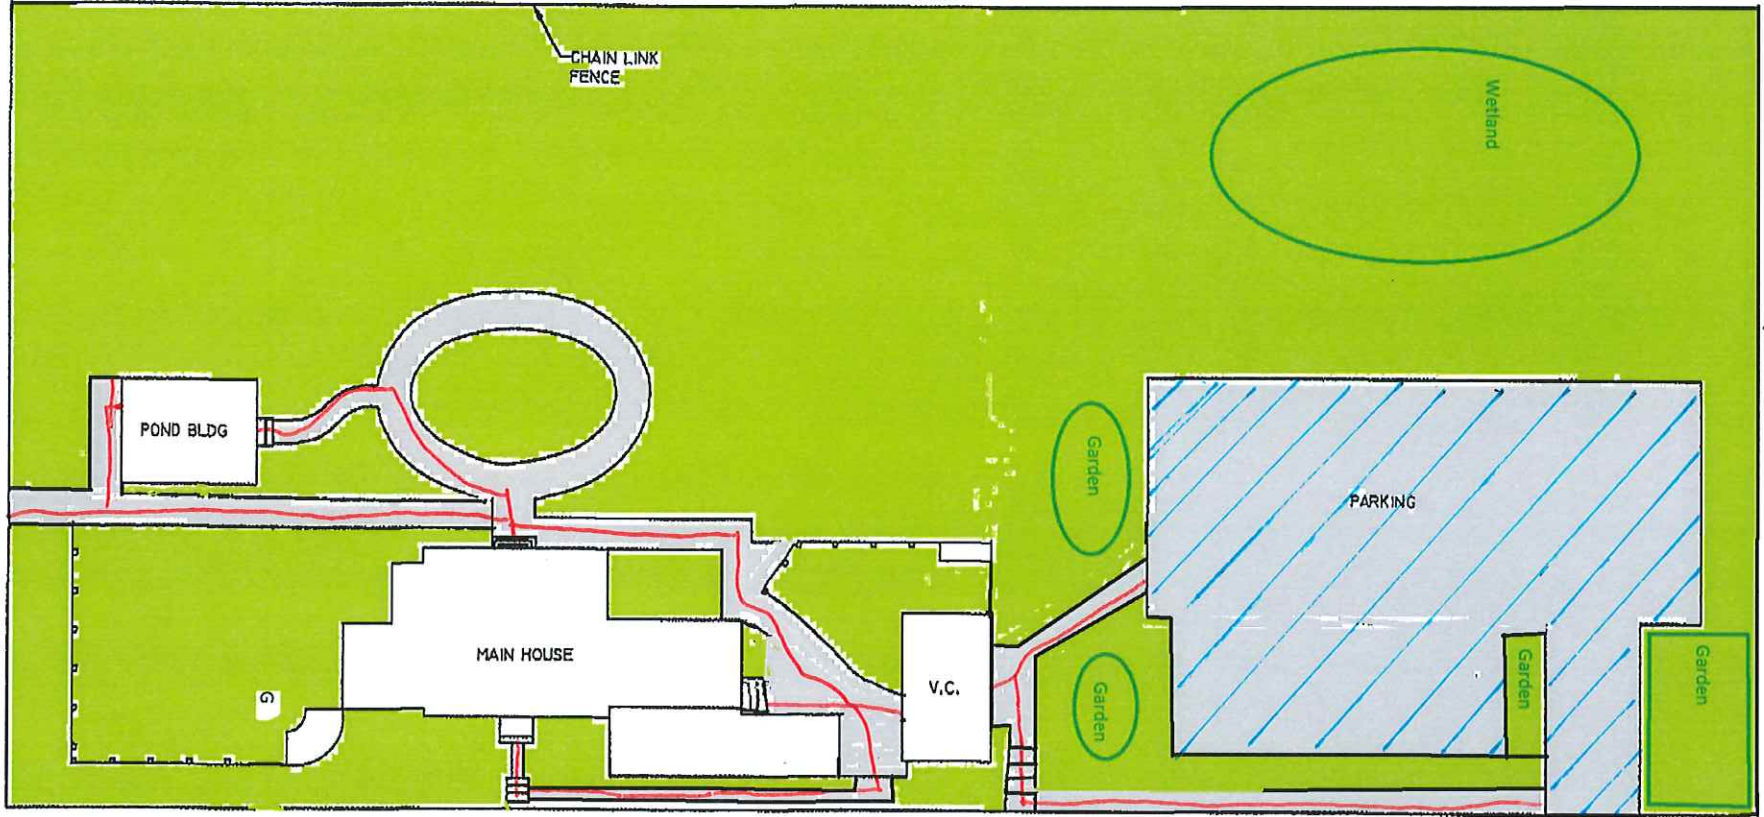 CHAIN LINK
FENCE
Wetland
POND BLDG
Garden
PARKING
MAIN HOUSE
G
V.C.
Garden
Garden
Garden